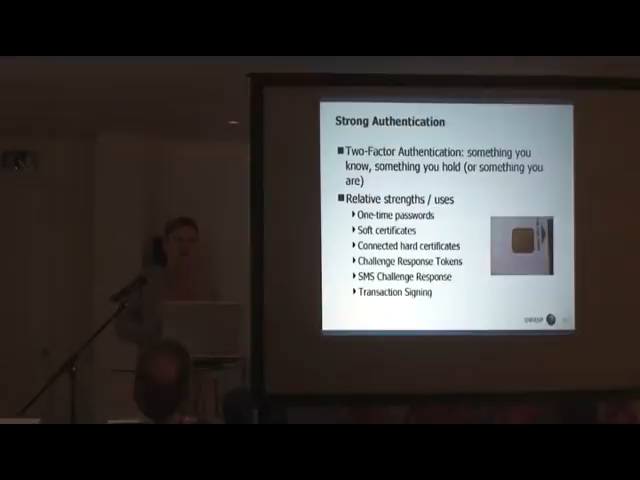 Strong Authentication
Two-Factor Authentication: something you
know, something you hold (or something you
are)
Relative strengths / uses
One-time passwords
Soft certificates
Connected hard certificates
Challenge Response Tokens
SMS Challenge Response
Transaction Signing
OWASP